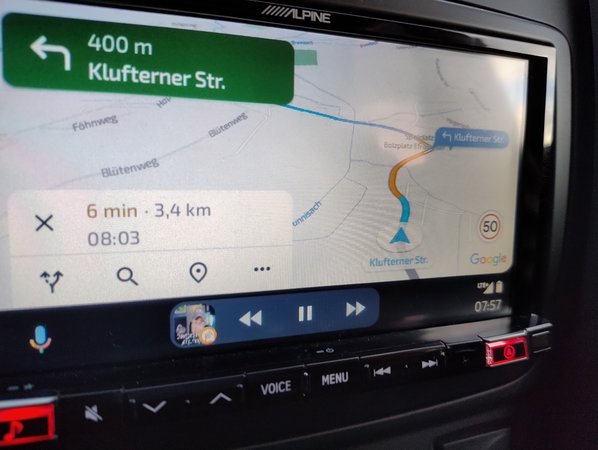 ALPINE
400 m
Klufterner Str.
Föhnweg
Blütenweg
Blütenweg
Klufterner Str.
6 min · 3,4 km
08:03
50
Google
Klufterner Str.
LTE
07:57
VOICE
MENU